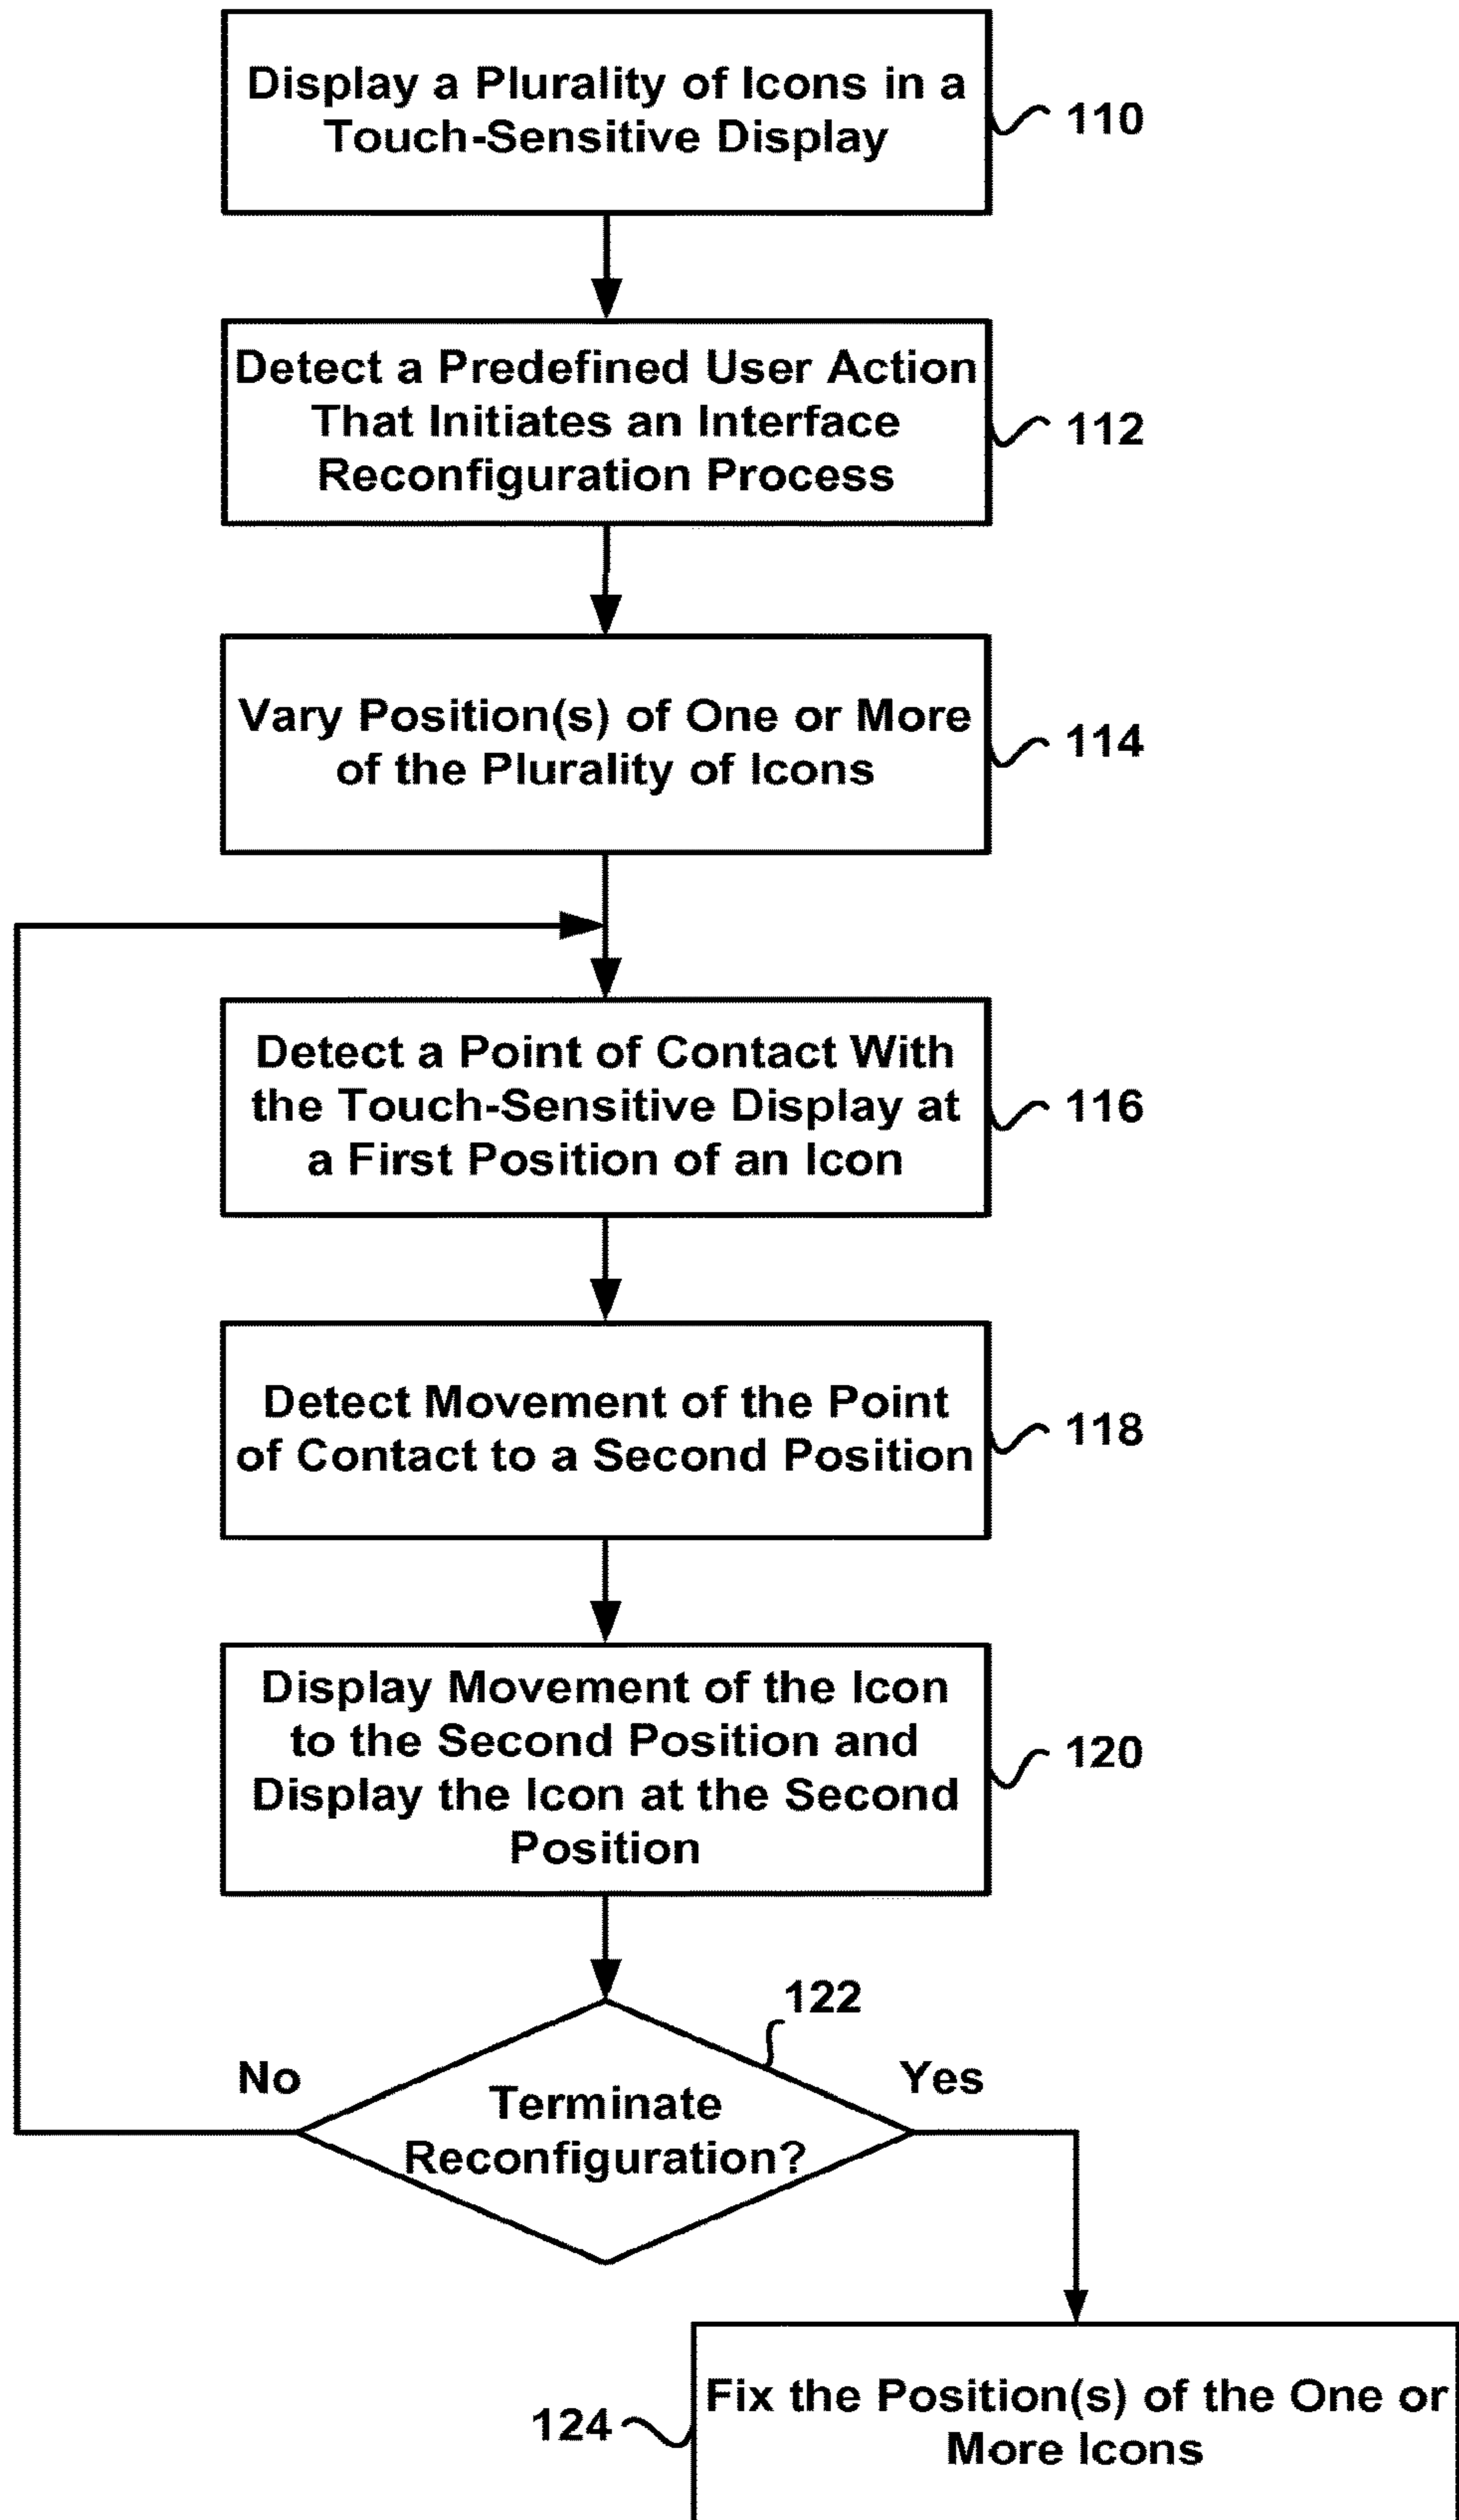 Display a Plurality of Icons in a
Touch-Sensitive Display
110
Detect a Predefined User Action
That Initiates an Interface
Reconfiguration Process
112
Vary Position(s) of One or More
of the Plurality of Icons
114
Detect a Point of Contact With
the Touch-Sensitive Display at
a First Position of an Icon
116
Detect Movement of the Point
of Contact to a Second Position
118
Display Movement of the Icon
to the Second Position and
Display the Icon at the Second
Position
120
122
No
Yes
Terminate
Reconfiguration?
Fix the Position(s) of the One or
More Icons
124